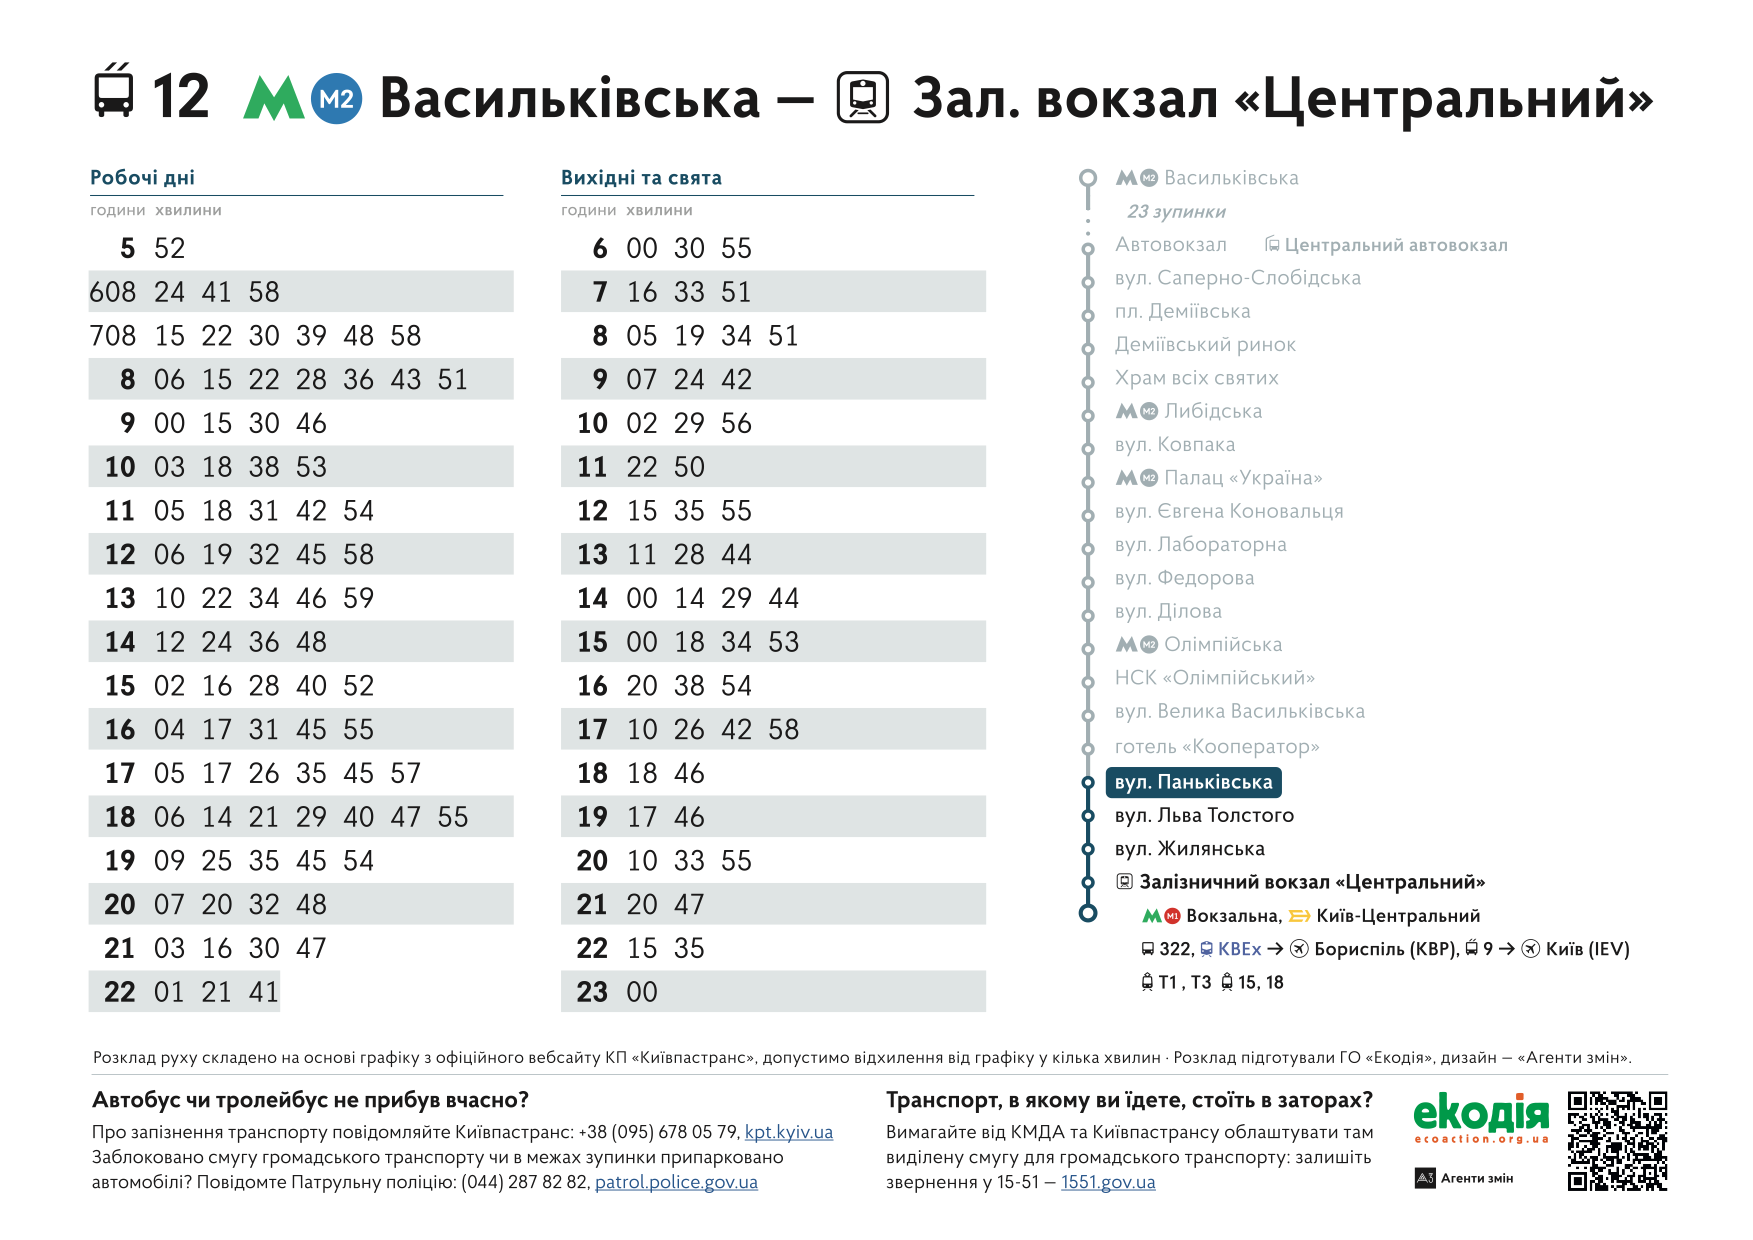 12 M2 Васильківська – Зал. вокзал «Центральний»
Робочі дні
години хвилини
5 52
608 24 41 58
708 15 22 30 39 48 58
8 06 15 22 28 36 43 51
9 00 15 30 46
10 03 18 38 53
11 05 18 31 42 54
12 06 19 32 45 58
13 10 22 34 46 59
14 12 24 36 48
15 02 16 28 40 52
16 04 17 31 45 55
17 05 17 26 35 45 57
18 06 14 21 29 40 47 55
19 09 25 35 45 54
20 07 20 32 48
21 03 16 30 47
22 01 21 41
Вихідні та свята
години хвилини
6 00 30 55
7 16 33 51
8 05 19 34 51
9 07 24 42
10 02 29 56
11 22 50
12 15 35 55
13 11 28 44
14 00 14 29 44
15 00 18 34 53
16 20 38 54
17 10 26 42 58
18 18 46
19 17 46
20 10 33 55
21 20 47
22 15 35
23 00
M2 Васильківська
23 зупинки
Автовокзал Центральний автовокзал
вул. Саперно-Слобідська
пл. Деміївська
Деміївський ринок
Храм всіх святих
M2 Либідська
вул. Ковпака
M2 Палац «Україна»
вул. Євгена Коновальця
вул. Лабораторна
вул. Федорова
вул. Ділова
M2 Олімпійська
НСК «Олімпійський»
вул. Велика Васильківська
готель «Кооператор»
вул. Паньківська
вул. Льва Толстого
вул. Жилянська
Залізничний вокзал «Центральний»
M1 Вокзальна, Київ-Центральний
322, KBEx → Бориспіль (KBP), 9 → Київ (IEV)
Т1 , Т3 15, 18
Розклад руху складено на основі графіку з офіційного вебсайту КП «Київпастранс», допустимо відхилення від графіку у кілька хвилин · Розклад підготували ГО «Екодія», дизайн – «Агенти змін».
Автобус чи тролейбус не прибув вчасно?
Про запізнення транспорту повідомляйте Київпастранс: +38 (095) 678 05 79, kpt.kyiv.ua
Заблоковано смугу громадського транспорту чи в межах зупинки припарковано
автомобілі? Повідомте Патрульну поліцію: (044) 287 82 82, patrol.police.gov.ua
Транспорт, в якому ви їдете, стоїть в заторах?
Вимагайте від КМДА та Київпастрансу облаштувати там
виділену смугу для громадського транспорту: залишіть
звернення у 15-51 – 1551.gov.ua
екодія
ecoaction.org.ua
АЗ Агенти змін